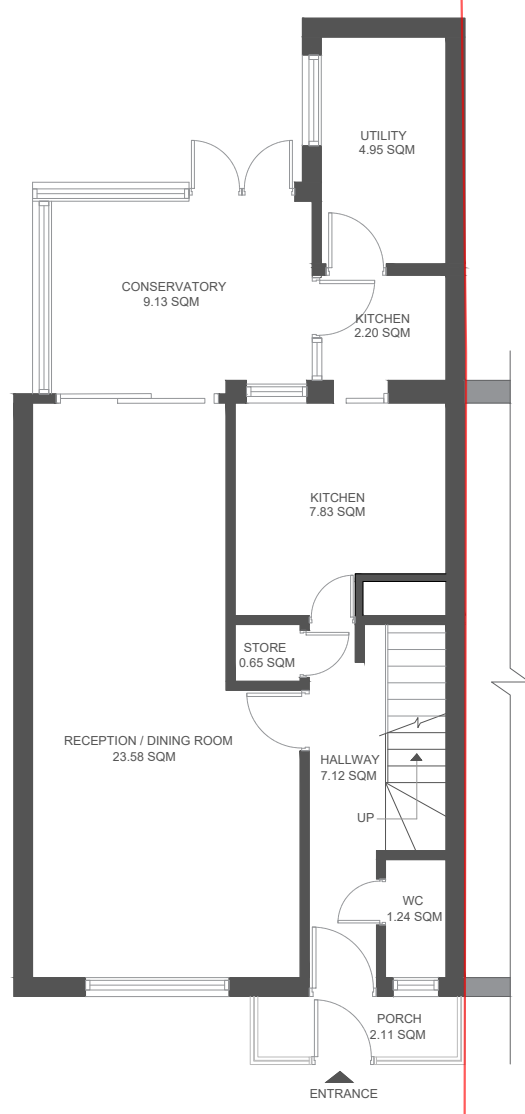 UTILITY
4.95 SQM
CONSERVATORY
9.13 SQM
KITCHEN
2.20 SQM
KITCHEN
7.83 SQM
STORE
0.65 SQM
RECEPTION / DINING ROOM
23.58 SQM
HALLWAY
7.12 SQM
UP
WC
1.24 SQM
PORCH
2.11 SQM
ENTRANCE